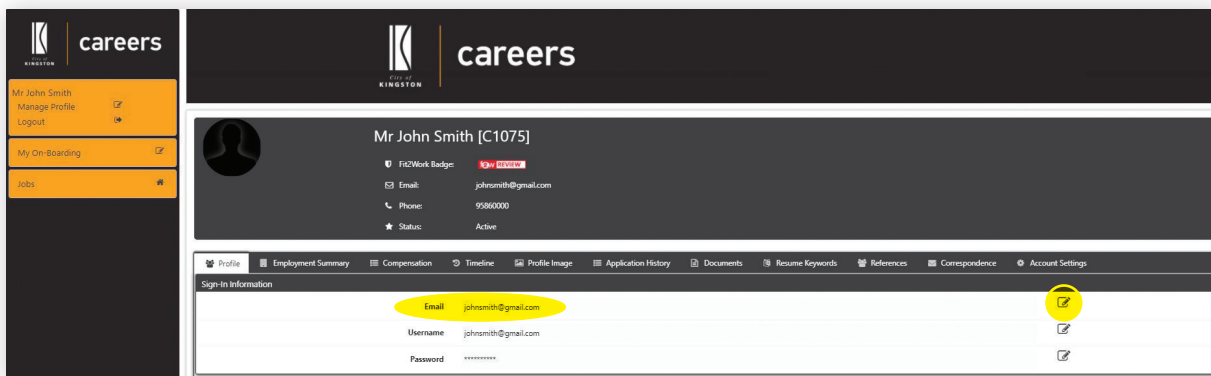 City of
KINGSTON
careers
Mr John Smith
Manage Profile
Logout
My On-Boarding
Jobs
City of
KINGSTON
careers
Mr John Smith [C1075]
Fit2Work Badge: REVIEW
Email: johnsmith@gmail.com
Phone: 95860000
Status: Active
Profile Employment Summary Compensation Timeline Profile Image Application History Documents Resume Keywords References Correspondence Account Settings
Sign-In Information
Email johnsmith@gmail.com
Username johnsmith@gmail.com
Password **********